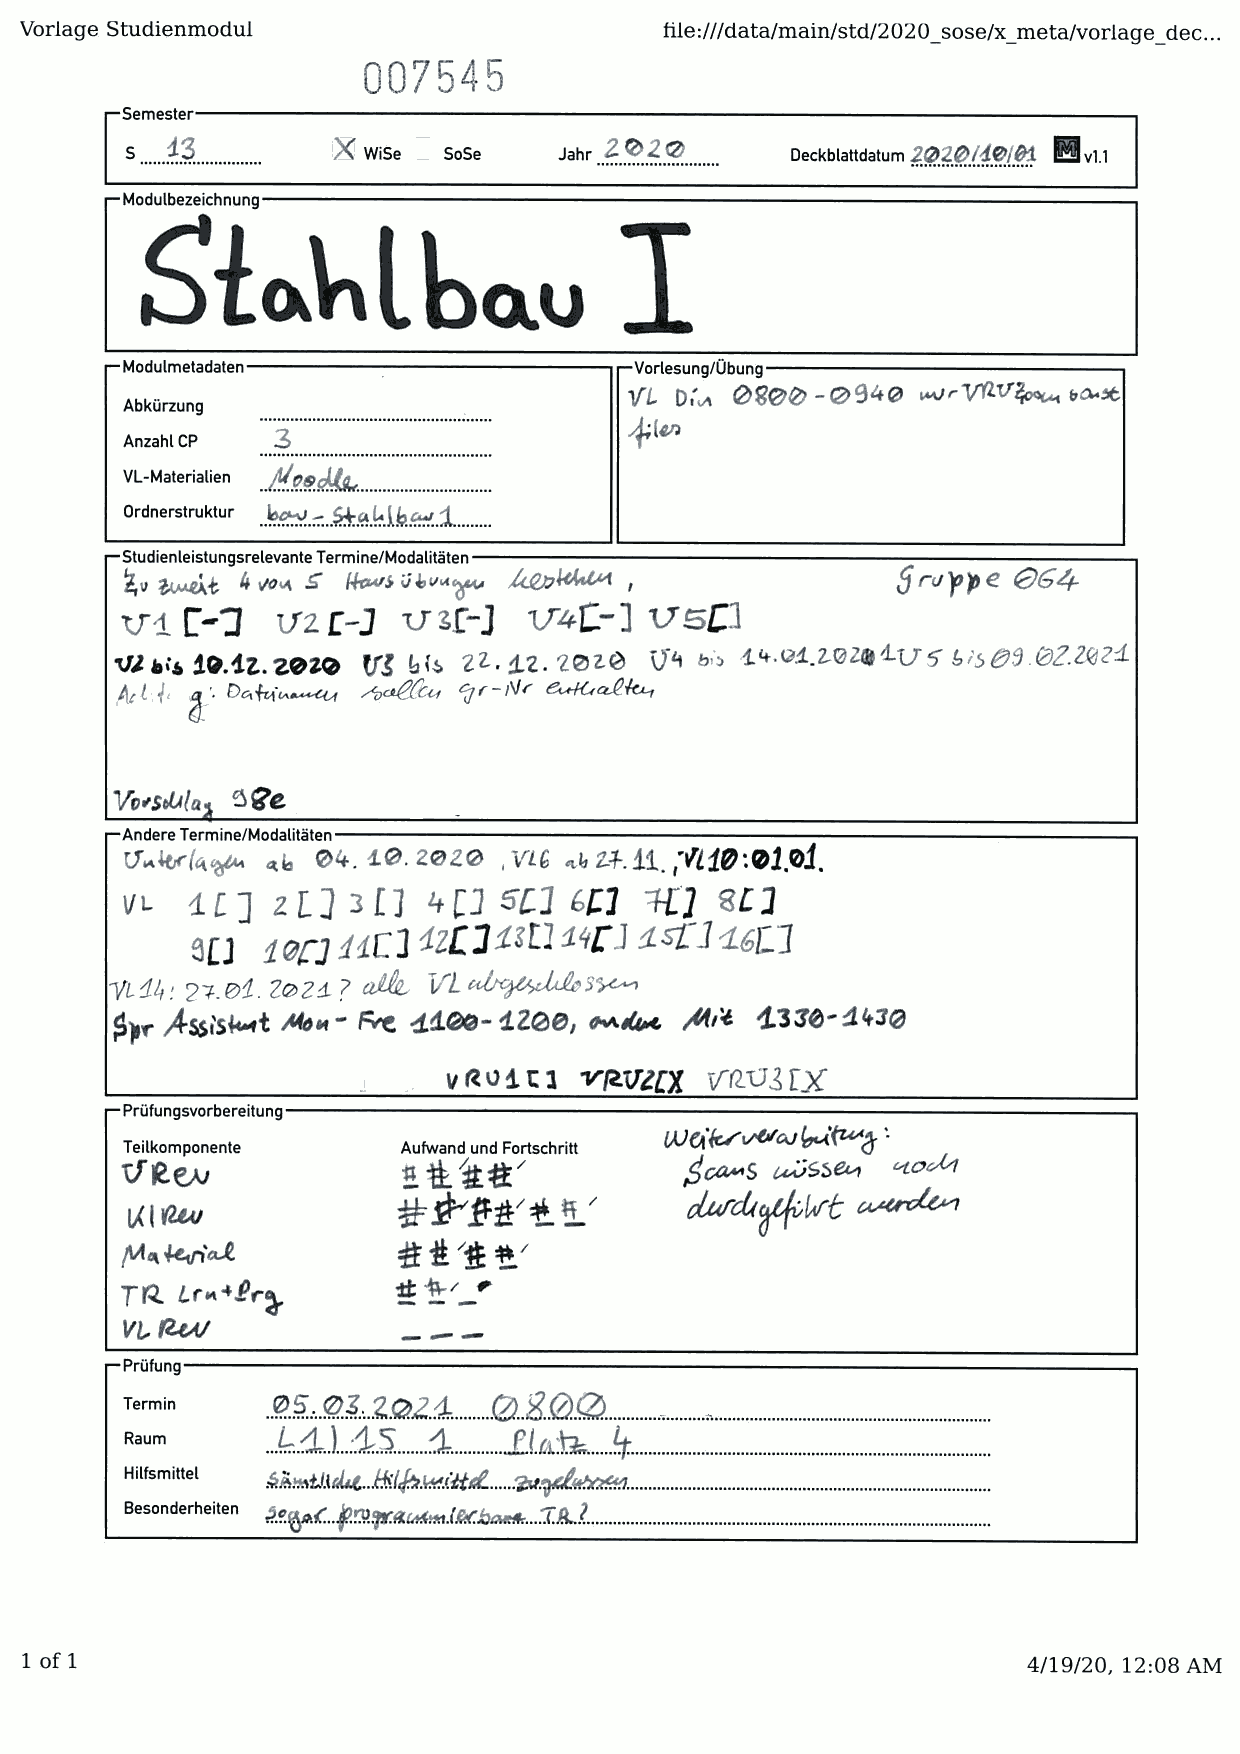 Vorlage Studienmodul file:///data/main/std/2020_sose/x_meta/vorlage_dec...
007545
Semester
S 13 X WiSe SoSe Jahr 2020 Deckblattdatum 2020/10/01 M v1.1
Modulbezeichnung
Stahlbau I
Modulmetadaten
Abkürzung
Anzahl CP 3
VL-Materialien Moodle
Ordnerstruktur bau-Stahlbau1
Vorlesung/Übung
VL Din 0800-0940 nur VRÜ Zoom sonst
files
Studienleistungsrelevante Termine/Modalitäten
Zu zweit 4 von 5 Hausübungen bestehen, Gruppe 064
Ü1 [-] Ü2 [-] Ü3[-] Ü4[-] Ü5[]
Ü2 bis 10.12.2020 Ü3 bis 22.12.2020 Ü4 bis 14.01.2021 Ü5 bis 09.02.2021
Dateinamen sollen Gr-Nr enthalten
Vorschlag 98e
Andere Termine/Modalitäten
Unterlagen ab 04.10.2020, VL6 ab 27.11., VL10:01.01.
VL 1[] 2[] 3[] 4[] 5[] 6[] 7[] 8[]
9[] 10[] 11[] 12[] 13[] 14[] 15[] 16[]
VL14: 27.01.2021? alle VL abgeschlossen
Spr Assistent Mon-Fre 1100-1200, andere Mit 1330-1430
VRÜ1[] VRÜ2[X VRÜ3[X
Prüfungsvorbereitung
Teilkomponente Aufwand und Fortschritt
ÜRev
KlRev
Material
TR Lrn+Prg
VLRev
Weiterverarbeitung:
Scans müssen noch
durchgeführt werden
Prüfung
Termin 05.03.2021 0800
Raum L1|15 1 Platz 4
Hilfsmittel sämtliche Hilfsmittel zugelassen
Besonderheiten sogar programmierbare TR?
1 of 1 4/19/20, 12:08 AM